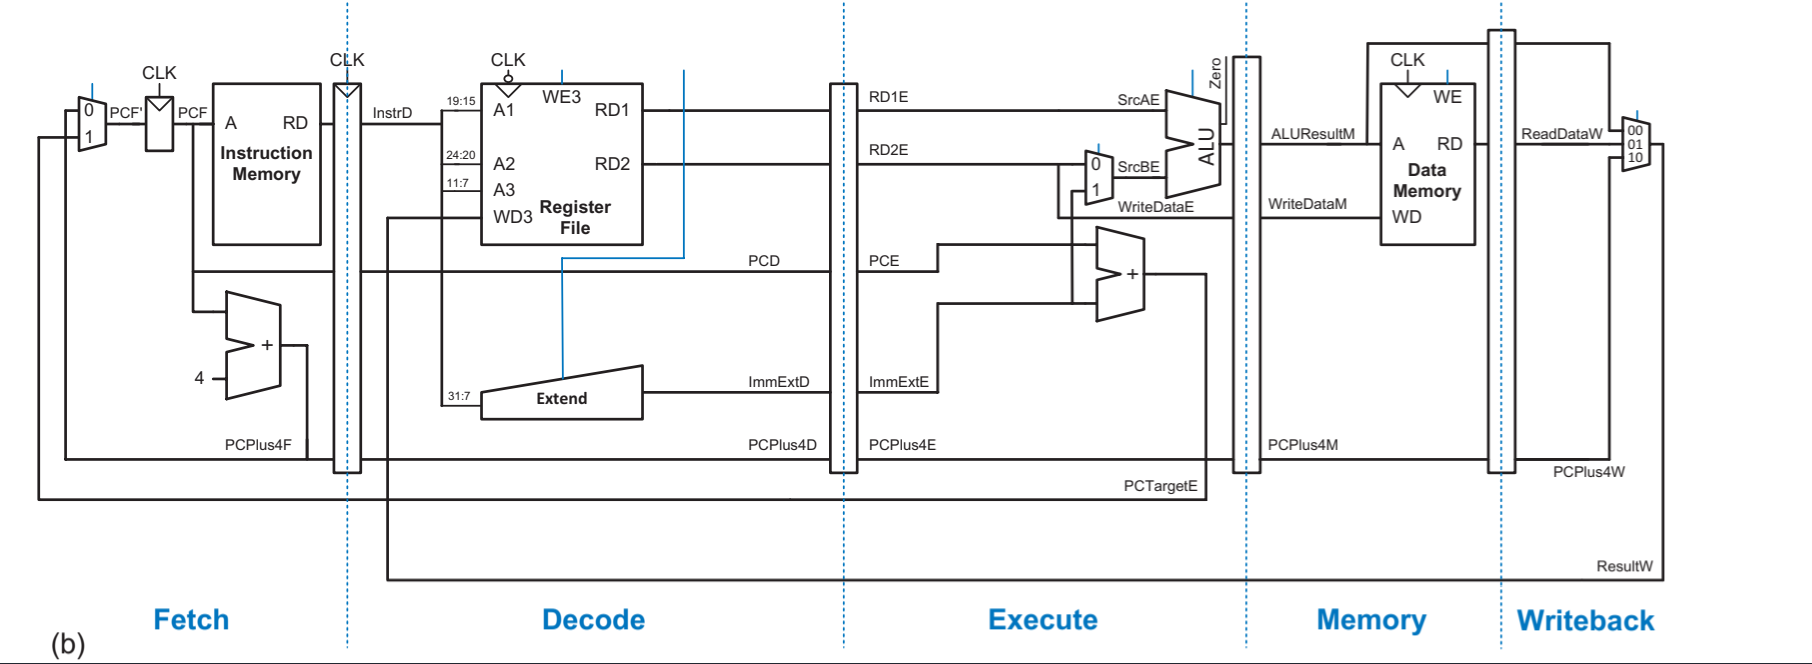 CLK
CLK
CLK
CLK
0
1
PCF'
PCF
A
RD
Instruction
Memory
4
+
PCPlus4F
InstrD
19:15
24:20
11:7
31:7
A1
A2
A3
WD3
WE3
RD1
RD2
Register
File
PCD
Extend
ImmExtD
PCPlus4D
RD1E
RD2E
PCE
ImmExtE
PCPlus4E
SrcAE
0
1
SrcBE
WriteDataE
ALU
Zero
+
PCTargetE
ALUResultM
WriteDataM
PCPlus4M
WE
A
RD
Data
Memory
WD
ReadDataW
00
01
10
PCPlus4W
ResultW
Fetch
Decode
Execute
Memory
Writeback
(b)